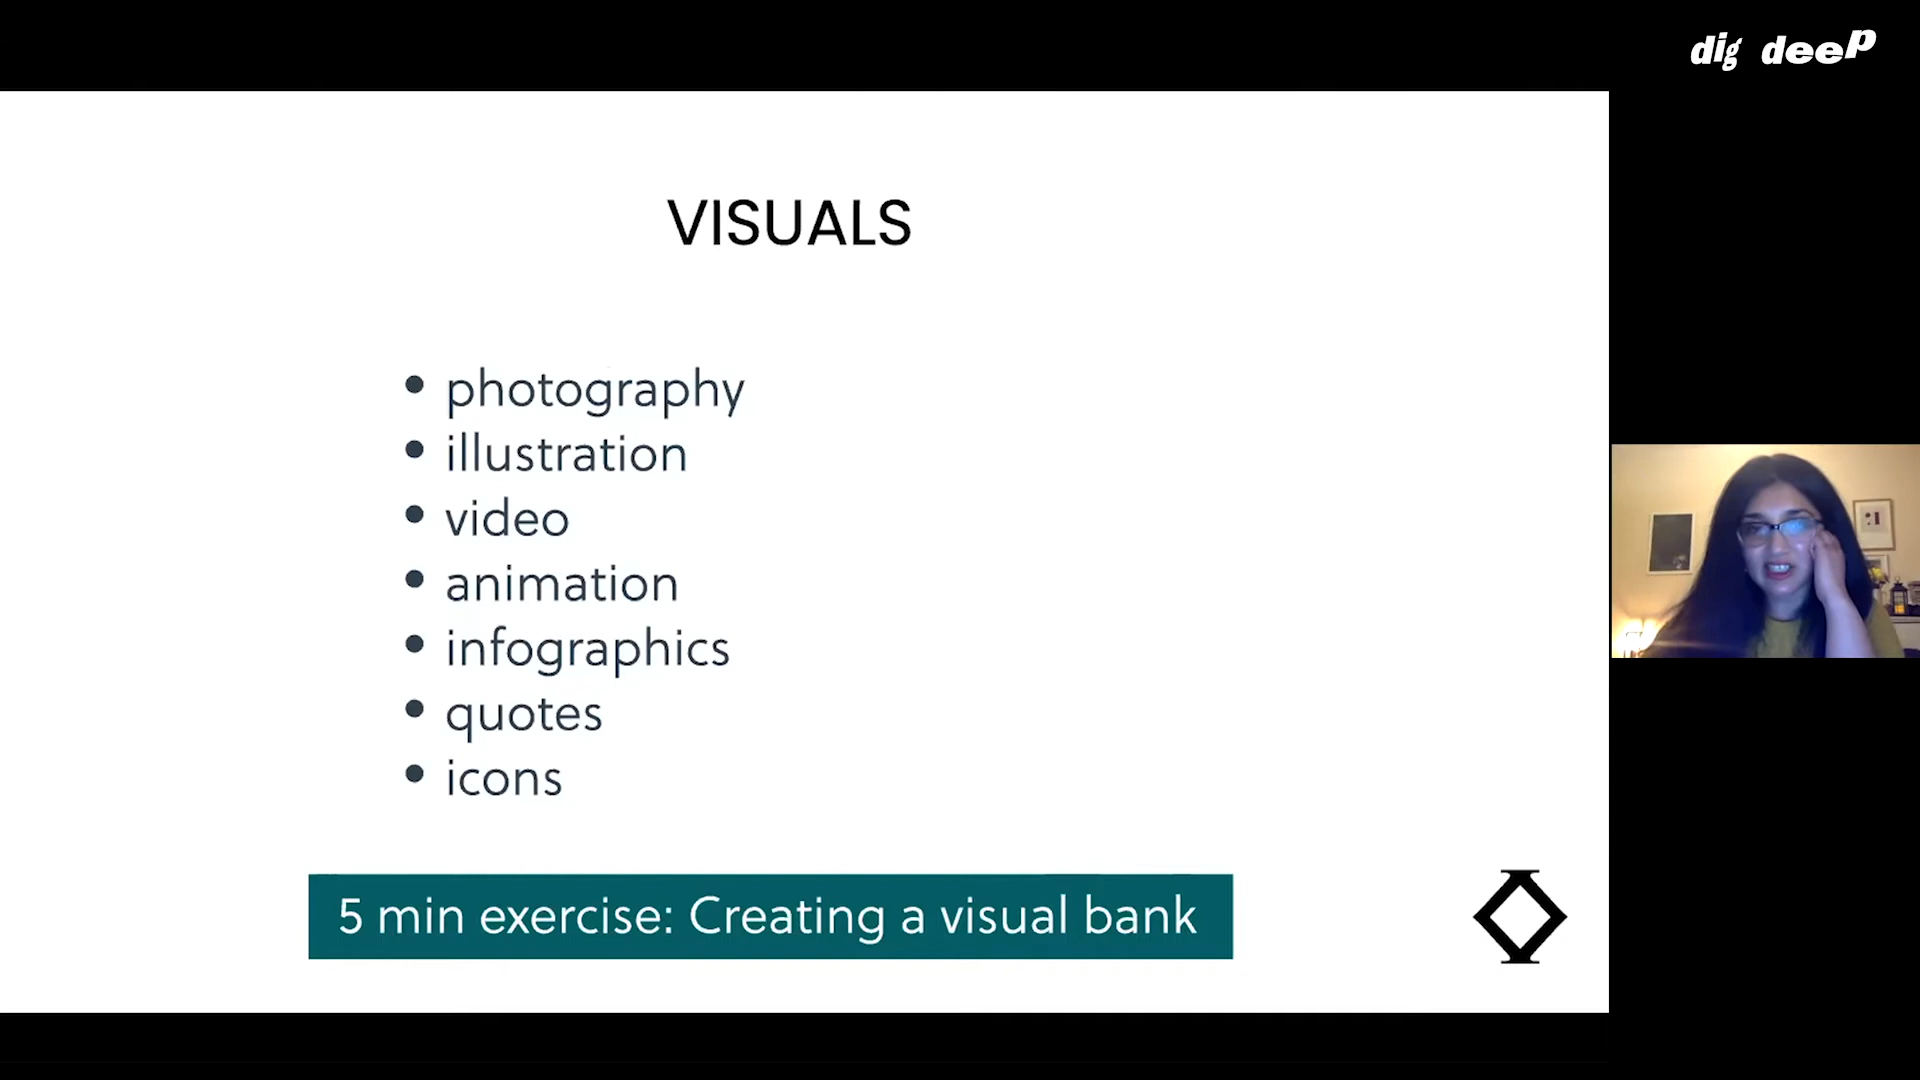 dig deep
VISUALS
• photography
• illustration
• video
• animation
• infographics
• quotes
• icons
5 min exercise: Creating a visual bank